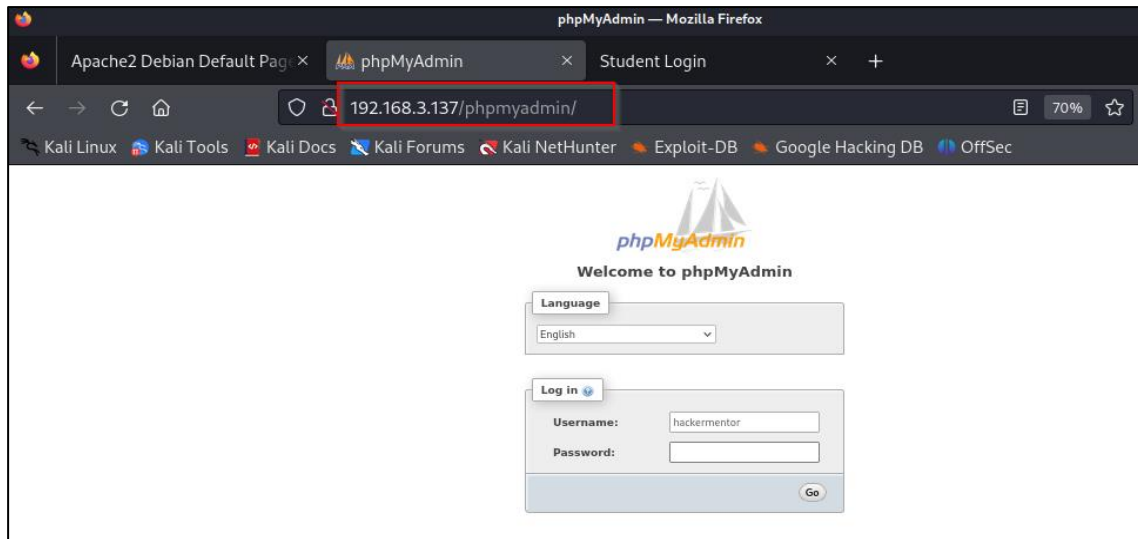 phpMyAdmin — Mozilla Firefox
Apache2 Debian Default Pag × phpMyAdmin × Student Login × +
192.168.3.137/phpmyadmin/ 70%
Kali Linux Kali Tools Kali Docs Kali Forums Kali NetHunter Exploit-DB Google Hacking DB OffSec
phpMyAdmin
Welcome to phpMyAdmin
Language
English
Log in
Username: hackermentor
Password:
Go